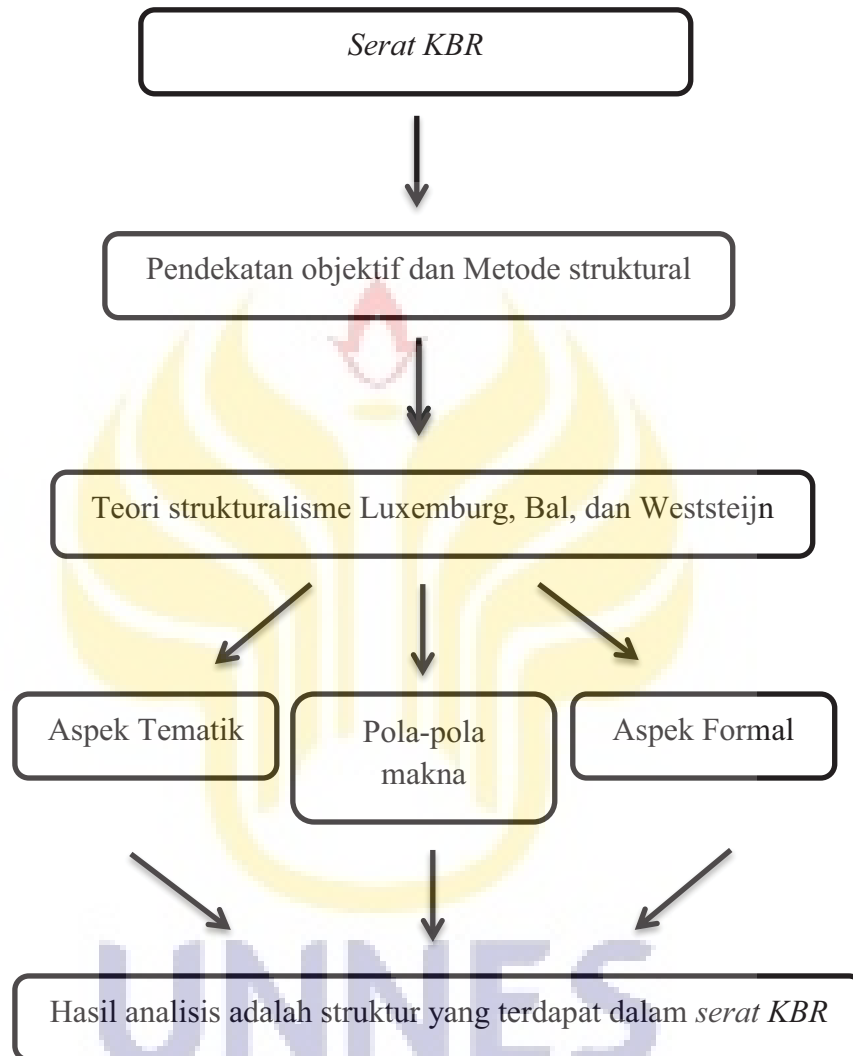 Serat KBR
Pendekatan objektif dan Metode struktural
Teori strukturalisme Luxemburg, Bal, dan Weststeijn
Aspek Tematik
Pola-pola
makna
Aspek Formal
UNNES
Hasil analisis adalah struktur yang terdapat dalam serat KBR